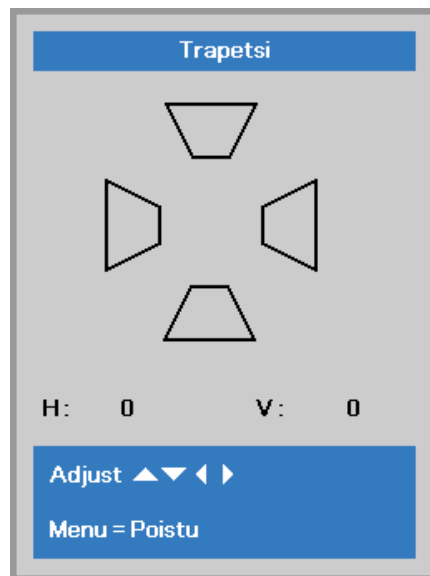 Trapetsi
H: 0 V: 0
Adjust ▲▼◀▶
Menu = Poistu